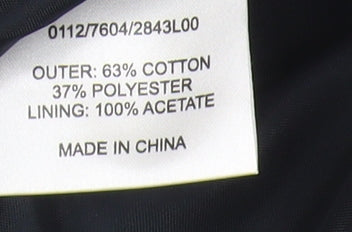 0112/7604/2843L00
OUTER: 63% COTTON
37% POLYESTER
LINING: 100% ACETATE
MADE IN CHINA